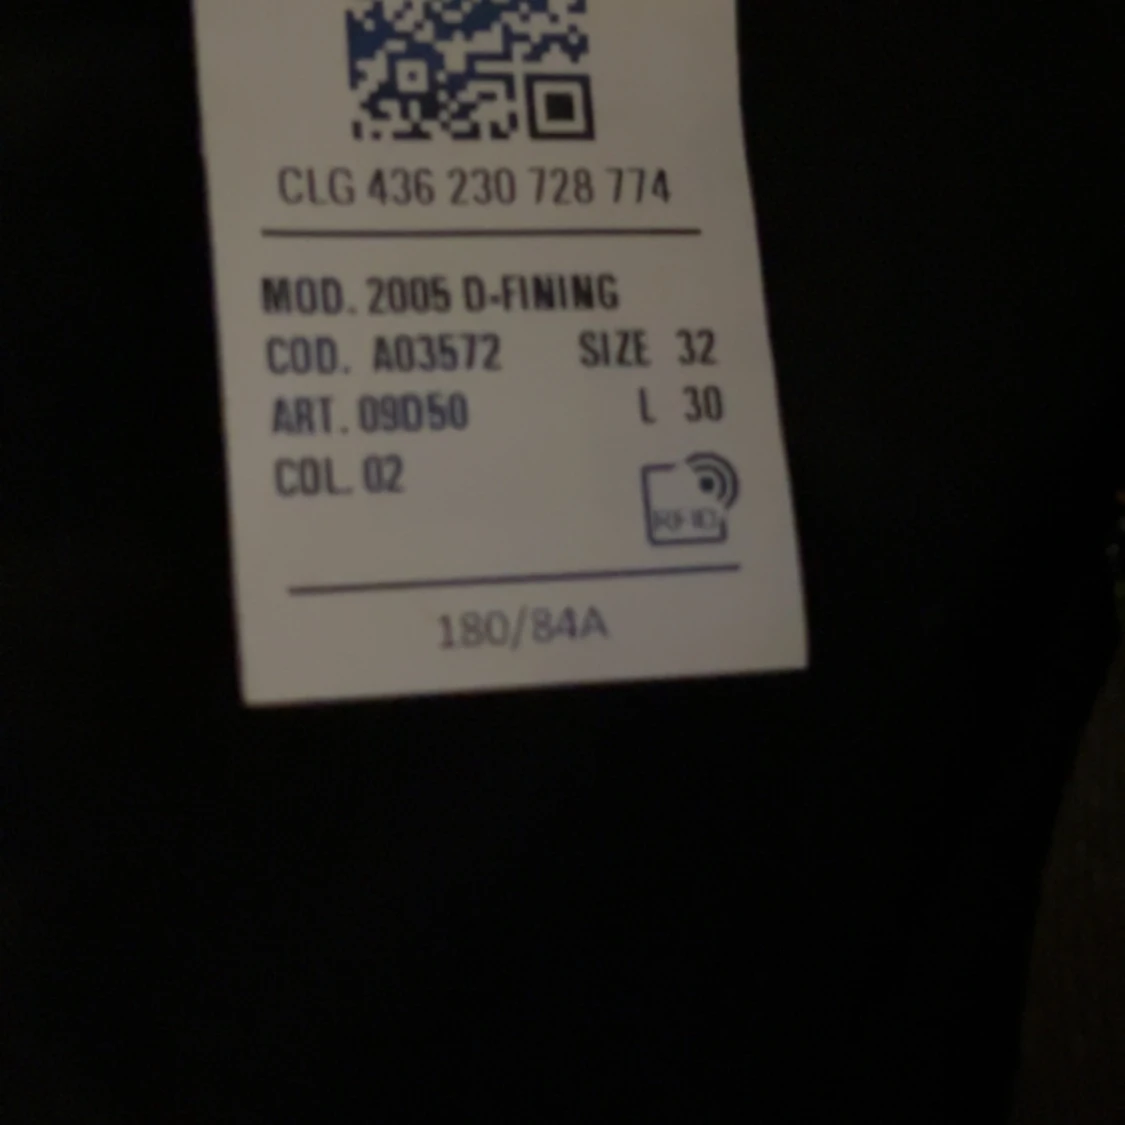 CLG 436 230 728 774
MOD. 2005 D-FINING
COD. A03572 SIZE 32
ART. 09D50 L 30
COL. 02
RFID
180/84A